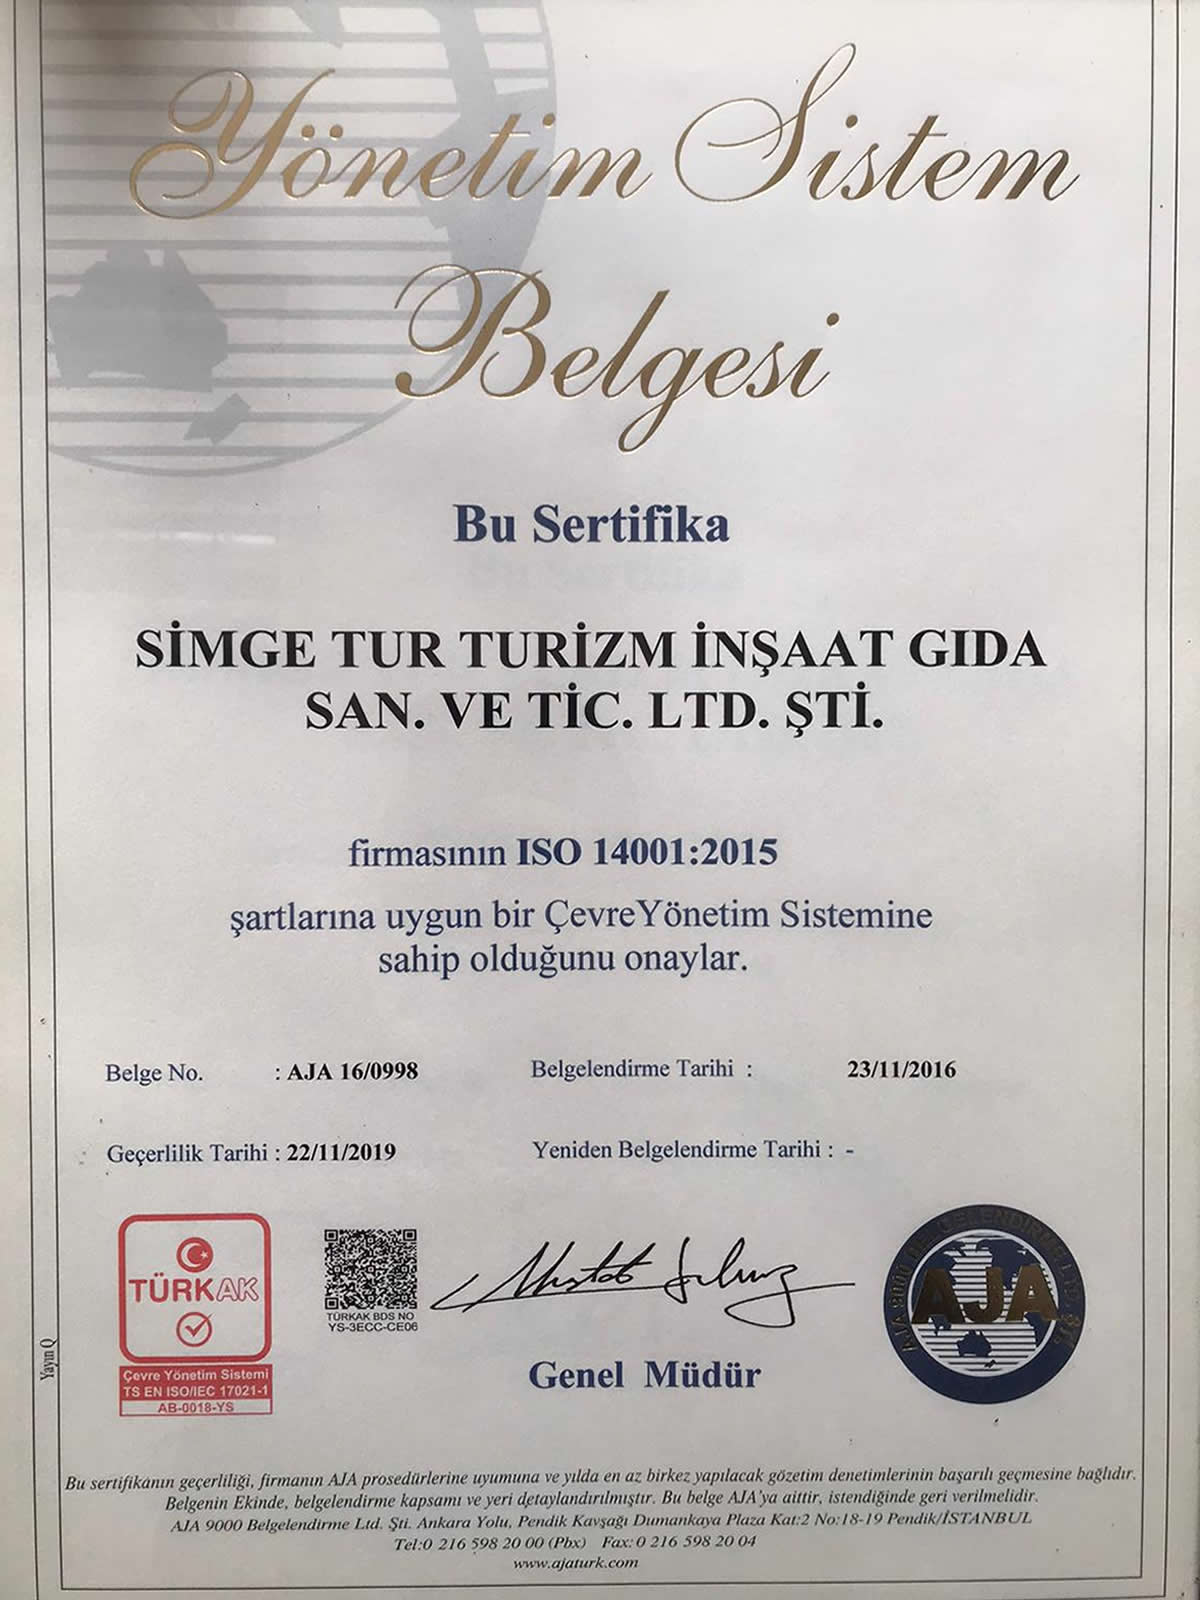 Yönetim Sistem
Belgesi
Bu Sertifika
SİMGE TUR TURİZM İNŞAAT GIDA
SAN. VE TİC. LTD. ŞTİ.
firmasının ISO 14001:2015
şartlarına uygun bir ÇevreYönetim Sistemine
sahip olduğunu onaylar.
Belge No. : AJA 16/0998 Belgelendirme Tarihi : 23/11/2016
Geçerlilik Tarihi : 22/11/2019 Yeniden Belgelendirme Tarihi : -
TÜRKAK
Çevre Yönetim Sistemi
TS EN ISO/IEC 17021-1
AB-0018-YS
TÜRKAK BDS NO
YS-3ECC-CE06
Genel Müdür
AJA 9000 BELGELENDİRME LTD. ŞTİ.
AJA
Yayın Q
Bu sertifikanın geçerliliği, firmanın AJA prosedürlerine uyumuna ve yılda en az birkez yapılacak gözetim denetimlerinin başarılı geçmesine bağlıdır.
Belgenin Ekinde, belgelendirme kapsamı ve yeri detaylandırılmıştır. Bu belge AJA'ya aittir, istendiğinde geri verilmelidir.
AJA 9000 Belgelendirme Ltd. Şti. Ankara Yolu, Pendik Kavşağı Dumankaya Plaza Kat:2 No:18-19 Pendik/İSTANBUL
Tel:0 216 598 20 00 (Pbx) Fax: 0 216 598 20 04
www.ajaturk.com